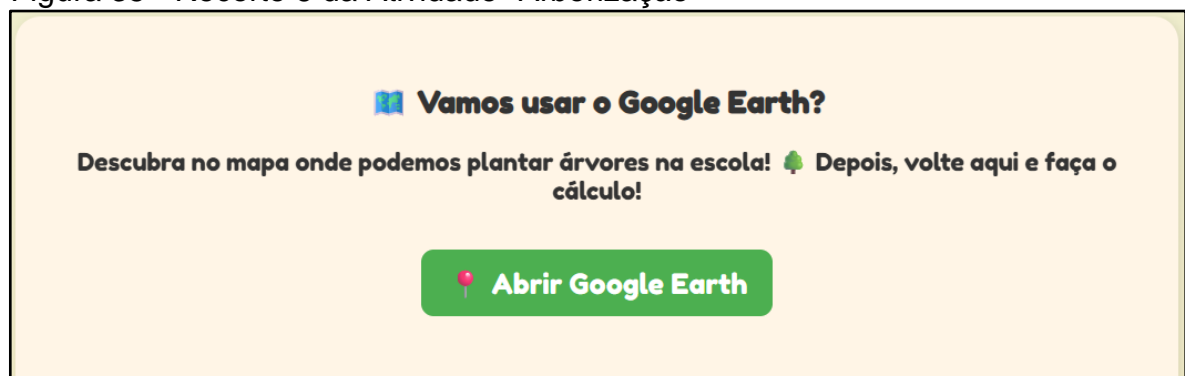 🗺️ Vamos usar o Google Earth?
Descubra no mapa onde podemos plantar árvores na escola! 🌳 Depois, volte aqui e faça o
cálculo!
📍 Abrir Google Earth